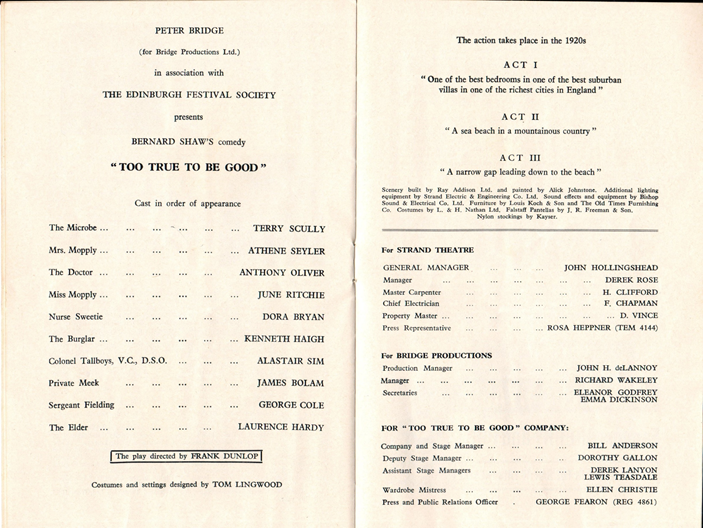 PETER BRIDGE
(for Bridge Productions Ltd.)
in association with
THE EDINBURGH FESTIVAL SOCIETY
presents
BERNARD SHAW'S comedy
"TOO TRUE TO BE GOOD"
Cast in order of appearance
The Microbe ... ... ... ... ... ... TERRY SCULLY
Mrs. Mopply ... ... ... ... ... ATHENE SEYLER
The Doctor ... ... ... ... ... ANTHONY OLIVER
Miss Mopply ... ... ... ... ... ... JUNE RITCHIE
Nurse Sweetie ... ... ... ... ... DORA BRYAN
The Burglar ... ... ... ... ... ... KENNETH HAIGH
Colonel Tallboys, V.C., D.S.O. ... ... ... ALASTAIR SIM
Private Meek ... ... ... ... ... JAMES BOLAM
Sergeant Fielding ... ... ... ... ... GEORGE COLE
The Elder ... ... ... ... ... ... LAURENCE HARDY
The play directed by FRANK DUNLOP
Costumes and settings designed by TOM LINGWOOD
The action takes place in the 1920s
ACT I
"One of the best bedrooms in one of the best suburban
villas in one of the richest cities in England"
ACT II
"A sea beach in a mountainous country"
ACT III
"A narrow gap leading down to the beach"
Scenery built by Ray Addison Ltd. and painted by Alick Johnstone. Additional lighting
equipment by Strand Electric & Engineering Co. Ltd. Sound effects and equipment by Bishop
Sound & Electrical Co. Ltd. Furniture by Louis Koch & Son and The Old Times Furnishing
Co. Costumes by L. & H. Nathan Ltd. Falstaff Pantellas by J. R. Freeman & Son.
Nylon stockings by Kayser.
For STRAND THEATRE
GENERAL MANAGER ... ... ... JOHN HOLLINGSHEAD
Manager ... ... ... ... ... ... DEREK ROSE
Master Carpenter ... ... ... ... H. CLIFFORD
Chief Electrician ... ... ... ... F. CHAPMAN
Property Master ... ... ... ... ... D. VINCE
Press Representative ... ... ... ROSA HEPPNER (TEM 4144)
For BRIDGE PRODUCTIONS
Production Manager ... ... ... ... JOHN H. deLANNOY
Manager ... ... ... ... ... ... RICHARD WAKELEY
Secretaries ... ... ... ... ... ELEANOR GODFREY
EMMA DICKINSON
FOR "TOO TRUE TO BE GOOD" COMPANY:
Company and Stage Manager ... ... ... ... BILL ANDERSON
Deputy Stage Manager ... ... ... ... DOROTHY GALLON
Assistant Stage Managers ... ... ... DEREK LANYON
LEWIS TEASDALE
Wardrobe Mistress ... ... ... ... ELLEN CHRISTIE
Press and Public Relations Officer . GEORGE FEARON (REG 4861)